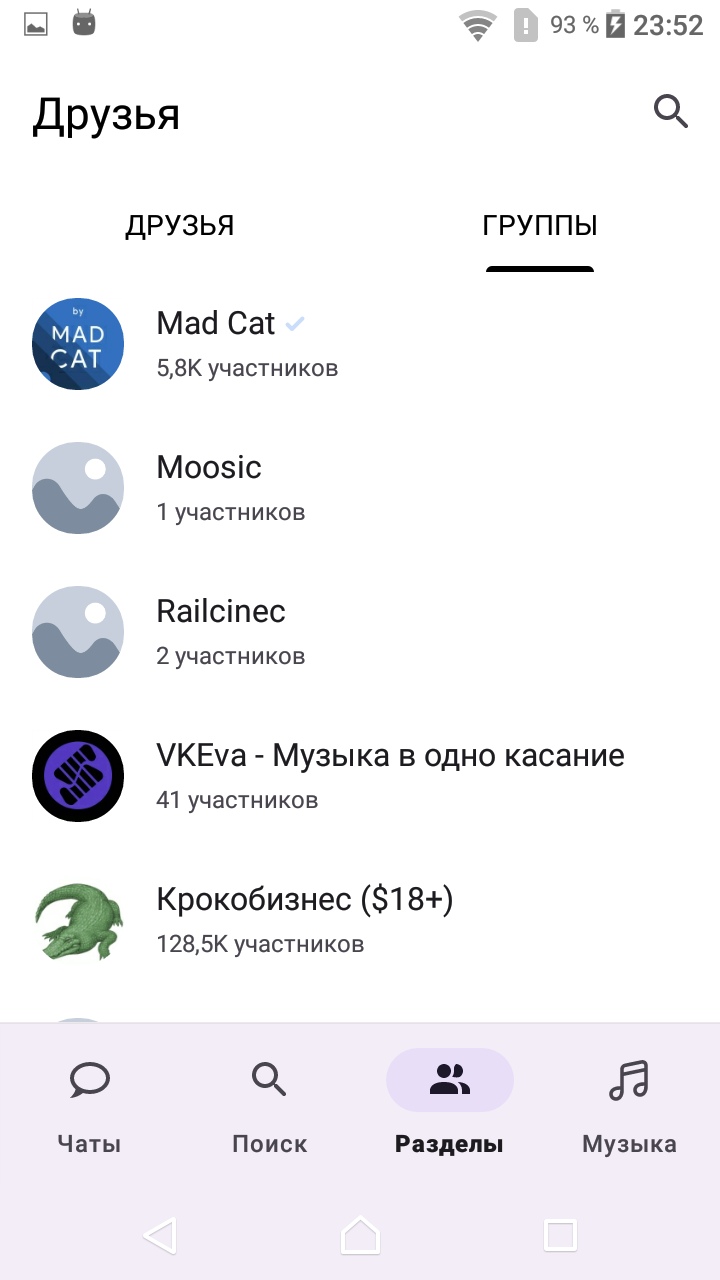 93 % 23:52
Друзья
ДРУЗЬЯ ГРУППЫ
by
MAD
CAT
Mad Cat
5,8K участников
Moosic
1 участников
Railcinec
2 участников
VKEva - Музыка в одно касание
41 участников
Крокобизнес ($18+)
128,5K участников
Чаты Поиск Разделы Музыка